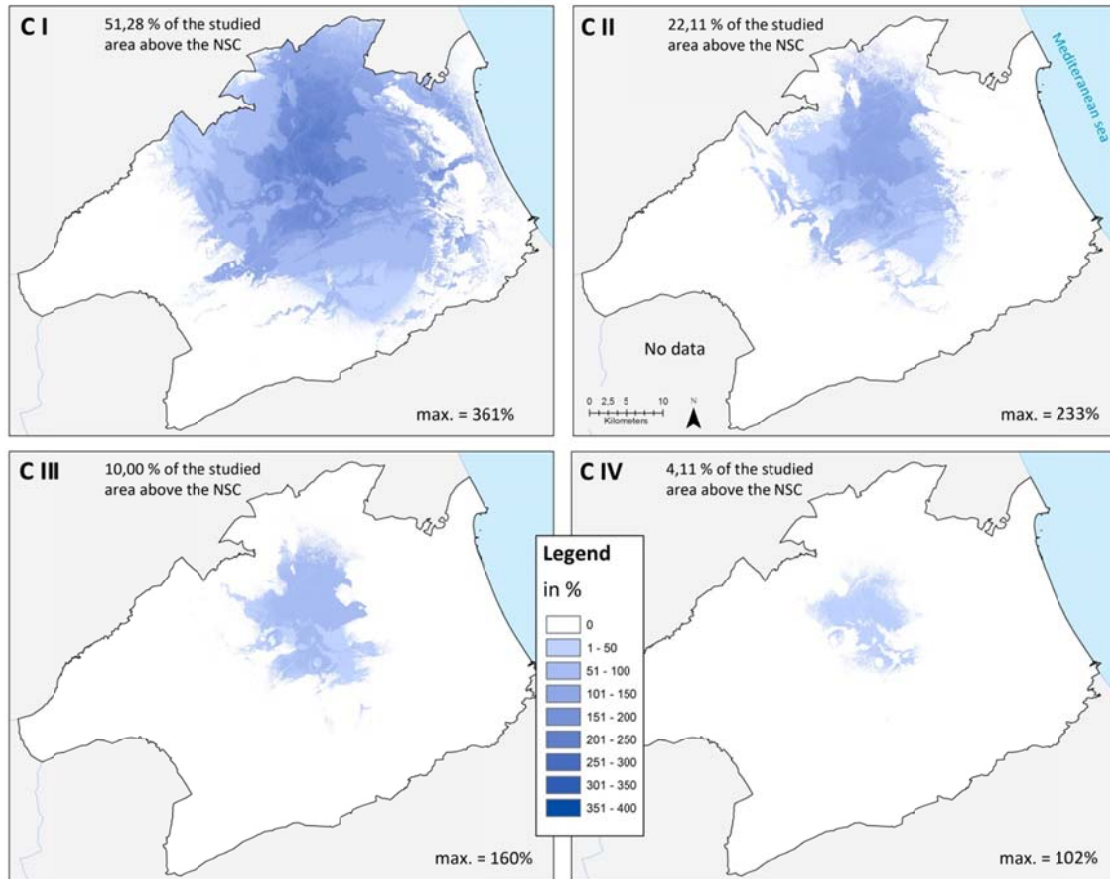 C I
51,28 % of the studied
area above the NSC
max. = 361%
C II
22,11 % of the studied
area above the NSC
Mediteranean sea
No data
0 2,5 5 10
Kilometers
N
max. = 233%
C III
10,00 % of the studied
area above the NSC
max. = 160%
C IV
4,11 % of the studied
area above the NSC
max. = 102%
Legend
in %
0
1 - 50
51 - 100
101 - 150
151 - 200
201 - 250
251 - 300
301 - 350
351 - 400